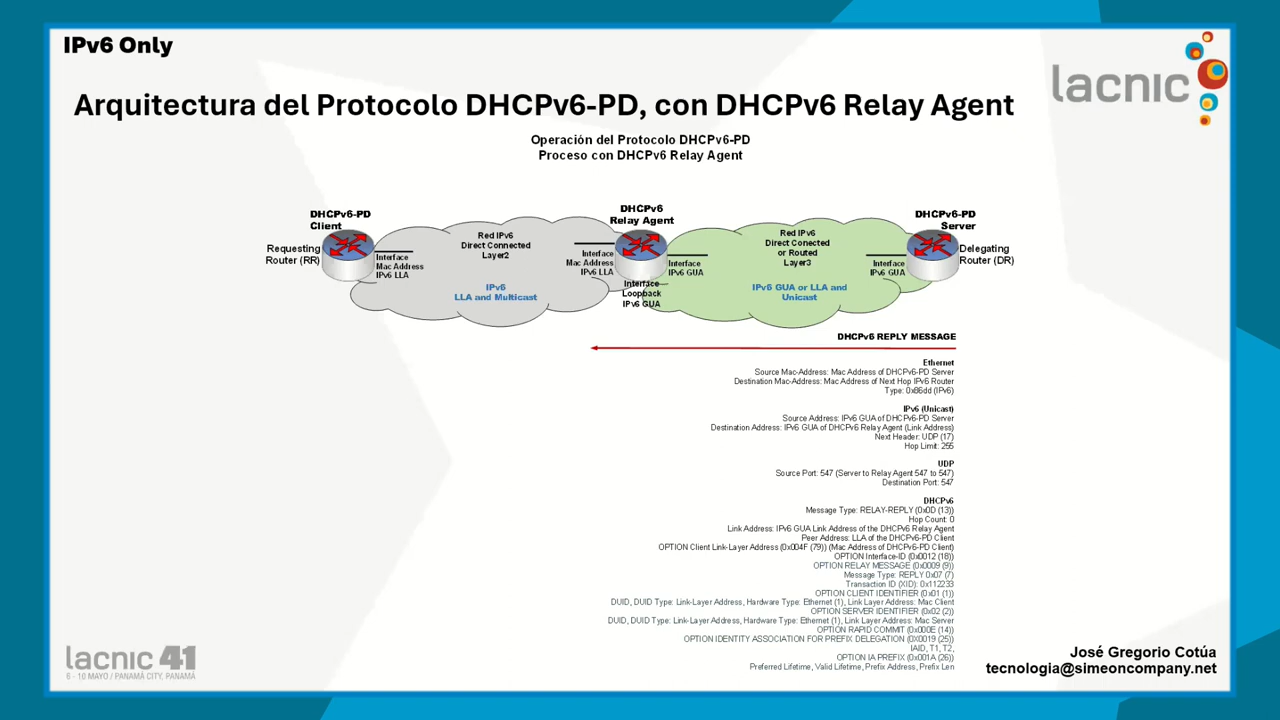 IPv6 Only
lacnic
Arquitectura del Protocolo DHCPv6-PD, con DHCPv6 Relay Agent
Operación del Protocolo DHCPv6-PD
Proceso con DHCPv6 Relay Agent
DHCPv6-PD
Client
Requesting
Router (RR)
Interface
Mac Address
IPv6 LLA
Red IPv6
Direct Connected
Layer2
IPv6
LLA and Multicast
DHCPv6
Relay Agent
Interface
Mac Address
IPv6 LLA
Interface
IPv6 GUA
Interface
Loopback
IPv6 GUA
Red IPv6
Direct Conected
or Routed
Layer3
IPv6 GUA or LLA and
Unicast
DHCPv6-PD
Server
Interface
IPv6 GUA
Delegating
Router (DR)
DHCPv6 REPLY MESSAGE
Ethernet
Source Mac-Address: Mac Address of DHCPv6-PD Server
Destination Mac-Address: Mac Address of Next Hop IPv6 Router
Type: 0x86dd (IPv6)
IPv6 (Unicast)
Source Address: IPv6 GUA of DHCPv6-PD Server
Destination Address: IPv6 GUA of DHCPv6 Relay Agent (Link Address)
Next Header: UDP (17)
Hop Limit: 255
UDP
Source Port: 547 (Server to Relay Agent 547 to 547)
Destination Port: 547
DHCPv6
Message Type: RELAY-REPLY (0x0D (13))
Hop Count: 0
Link Address: IPv6 GUA Link Address of the DHCPv6 Relay Agent
Peer Address: LLA of the DHCPv6-PD Client
OPTION Client Link-Layer Address (0x004F (79)) (Mac Address of DHCPv6-PD Client)
OPTION Interface-ID (0x0012 (18))
OPTION RELAY MESSAGE (0x0009 (9))
Message Type: REPLY 0x07 (7)
Transaction ID (XID): 0x112233
OPTION CLIENT IDENTIFIER (0x01 (1))
DUID, DUID Type: Link-Layer Address, Hardware Type: Ethernet (1), Link Layer Address: Mac Client
OPTION SERVER IDENTIFIER (0x02 (2))
DUID, DUID Type: Link-Layer Address, Hardware Type: Ethernet (1), Link Layer Address: Mac Server
OPTION RAPID COMMIT (0x000E (14))
OPTION IDENTITY ASSOCIATION FOR PREFIX DELEGATION (0X0019 (25))
IAID, T1, T2,
OPTION IA PREFIX (0x001A (26))
Preferred Lifetime, Valid Lifetime, Prefix Address, Prefix Len
lacnic 41
6 - 10 MAYO / PANAMÁ CITY, PANAMÁ
José Gregorio Cotúa
tecnologia@simeoncompany.net